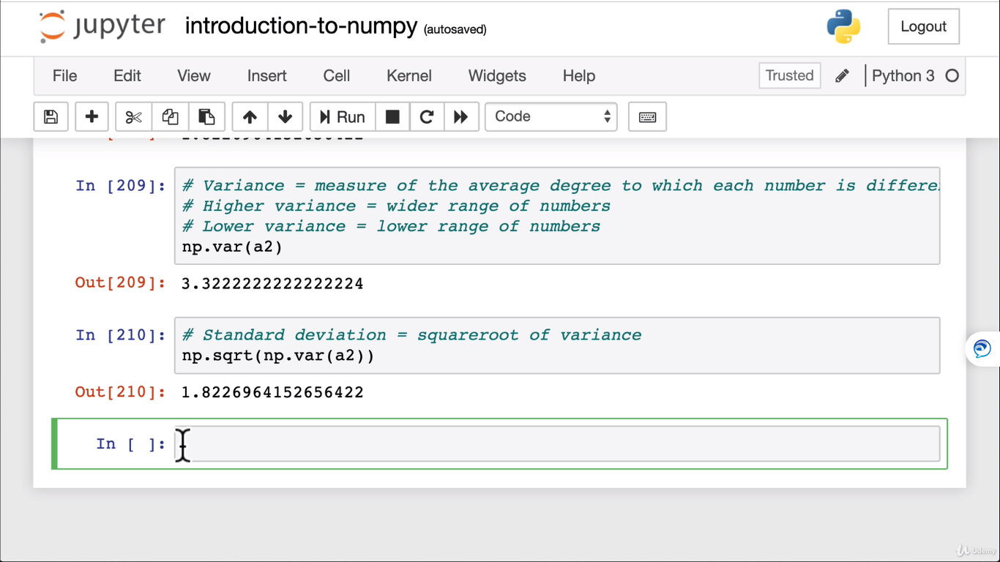 jupyter introduction-to-numpy (autosaved) Logout
File Edit View Insert Cell Kernel Widgets Help Trusted Python 3
Run Code
In [209]: # Variance = measure of the average degree to which each number is differe
# Higher variance = wider range of numbers
# Lower variance = lower range of numbers
np.var(a2)
Out[209]: 3.3222222222222224
In [210]: # Standard deviation = squareroot of variance
np.sqrt(np.var(a2))
Out[210]: 1.8226964152656422
In [ ]:
Udemy